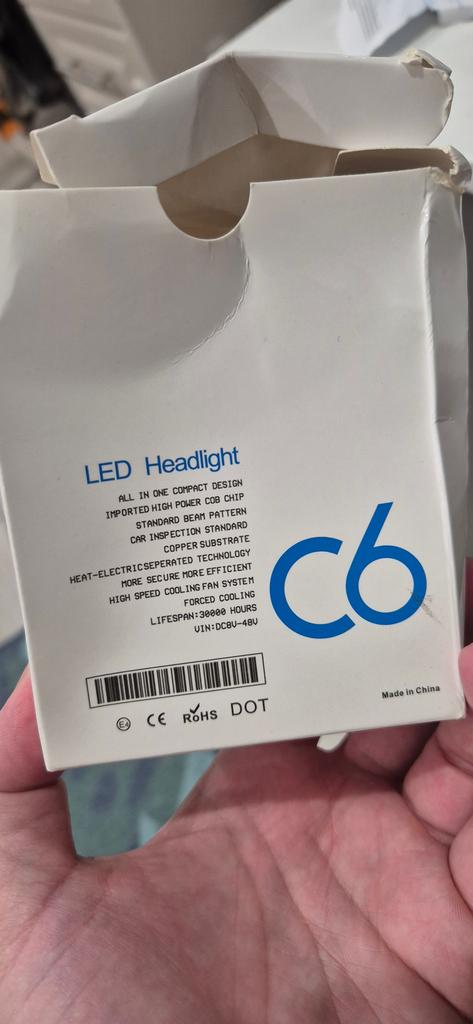 LED Headlight
ALL IN ONE COMPACT DESIGN
IMPORTED HIGH POWER COB CHIP
STANDARD BEAM PATTERN
CAR INSPECTION STANDARD
COPPER SUBSTRATE
HEAT-ELECTRICSEPERATED TECHNOLOGY
MORE SECURE MORE EFFICIENT
HIGH SPEED COOLING FAN SYSTEM
FORCED COOLING
LIFESPAN:30000 HOURS
VIN:DC8V-48V
C6
E4 CE RoHS DOT
Made in China